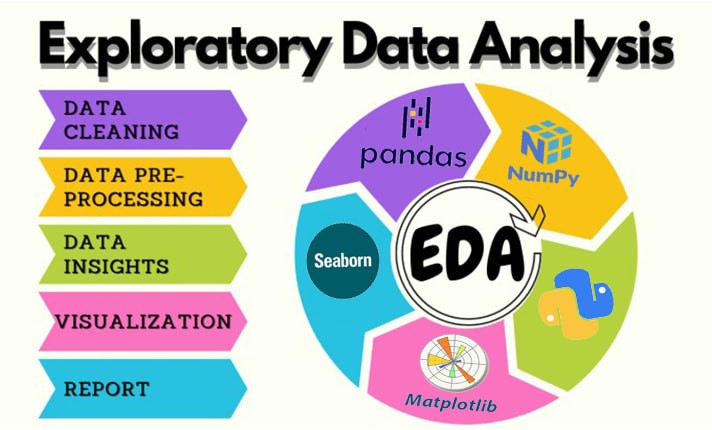 Exploratory Data Analysis
DATA
CLEANING
DATA PRE-
PROCESSING
DATA
INSIGHTS
VISUALIZATION
REPORT
pandas
NumPy
Seaborn
EDA
Matplotlib